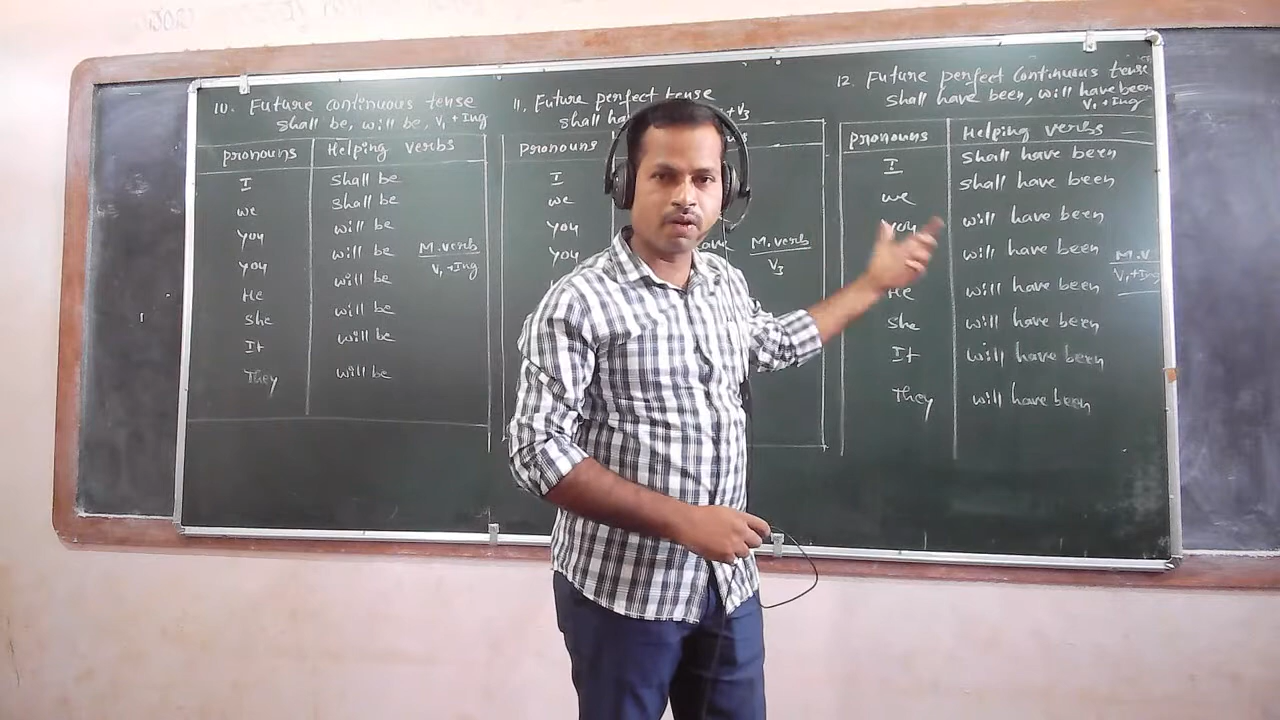 10. Future continuous tense
shall be, will be, V1 + Ing
pronouns Helping verbs
I shall be
we shall be
you will be
you will be M.verb
He will be V1+Ing
she will be
It will be
They will be
11. Future perfect tense
shall +V3
pronouns
I
we
you
you have M.verb
V3
12. Future perfect Continuous tense
shall have been, will have been
V1 + Ing
pronouns Helping verbs
I shall have been
we shall have been
you will have been
will have been M.V
He will have been V1+Ing
she will have been
It will have been
They will have been